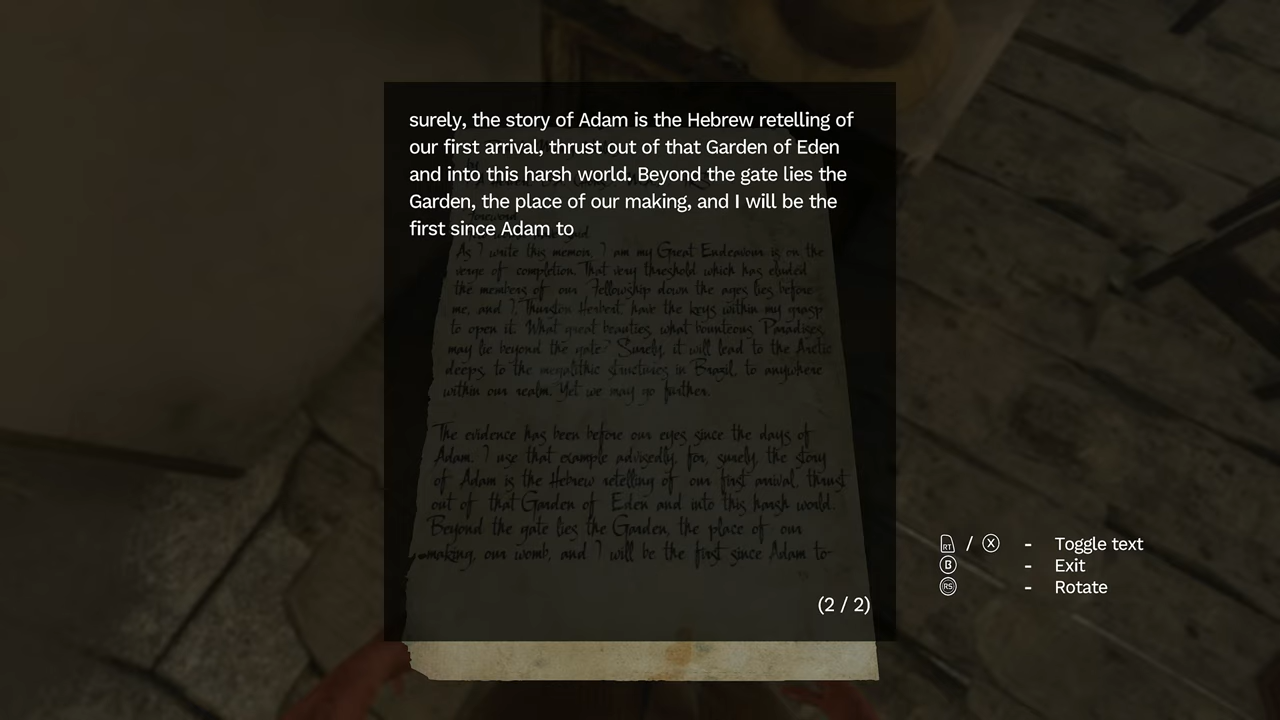 surely, the story of Adam is the Hebrew retelling of
our first arrival, thrust out of that Garden of Eden
and into this harsh world. Beyond the gate lies the
Garden, the place of our making, and I will be the
first since Adam to
Foreword
As I write this memoir, I am my Great Endeavour is on the
verge of completion. That very threshold which has eluded
the members of our Fellowship down the ages lies before
me, and I, Thurston Herbert, have the keys within my grasp
to open it. What great beauties, what bounteous Paradises,
may lie beyond the gate? Surely, it will lead to the Arctic
deeps, to the megalithic structures in Brazil, to anywhere
within our realm. Yet we may go further.
The evidence has been before our eyes since the days of
Adam. I use that example advisedly, for, surely, the story
of Adam is the Hebrew retelling of our first arrival, thrust
out of that Garden of Eden and into this harsh world.
Beyond the gate lies the Garden, the place of our
making, our womb, and I will be the first since Adam to
(2 / 2)
RT / X - Toggle text
B - Exit
RS - Rotate